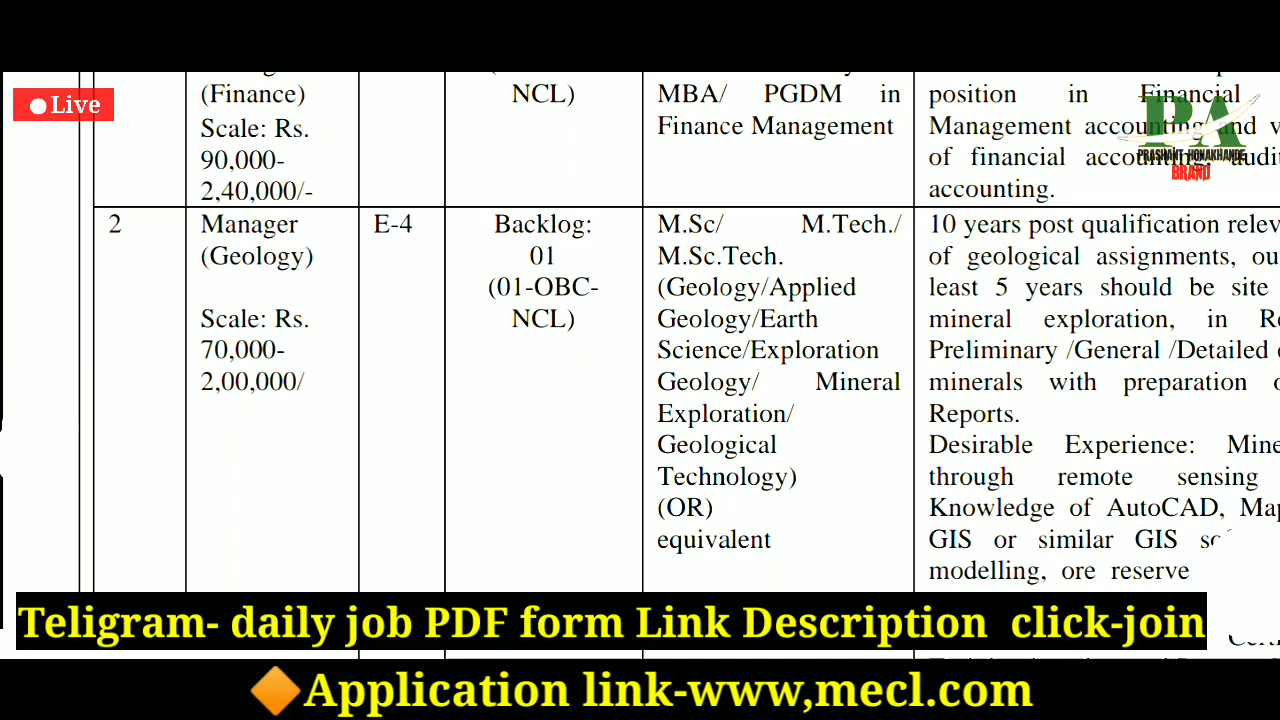 Live
(Finance)
Scale: Rs.
90,000-
2,40,000/-
NCL)
MBA/ PGDM in
Finance Management
position in Financial
Management accounting and
of financial accounting,
accounting.
PA
PRASHANT HONAKHANDE
BRAND
2
Manager
(Geology)
Scale: Rs.
70,000-
2,00,000/
E-4
Backlog:
01
(01-OBC-
NCL)
M.Sc/ M.Tech./
M.Sc.Tech.
(Geology/Applied
Geology/Earth
Science/Exploration
Geology/ Mineral
Exploration/
Geological
Technology)
(OR)
equivalent
10 years post qualification
of geological assignments,
least 5 years should be site
mineral exploration, in
Preliminary /General /Detailed
minerals with preparation
Reports.
Desirable Experience:
through remote sensing
Knowledge of AutoCAD,
GIS or similar GIS
modelling, ore reserve
Teligram- daily job PDF form Link Description click-join
Application link-www,mecl.com